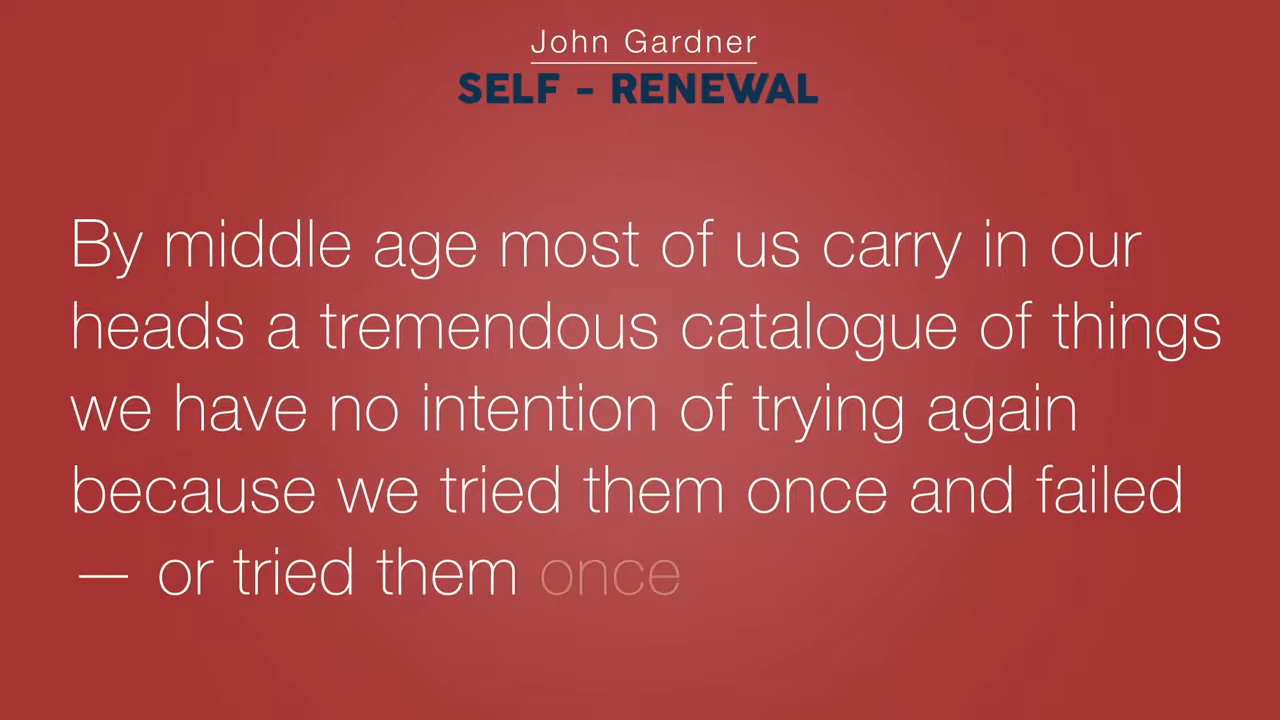 John Gardner
SELF - RENEWAL
By middle age most of us carry in our
heads a tremendous catalogue of things
we have no intention of trying again
because we tried them once and failed
— or tried them once